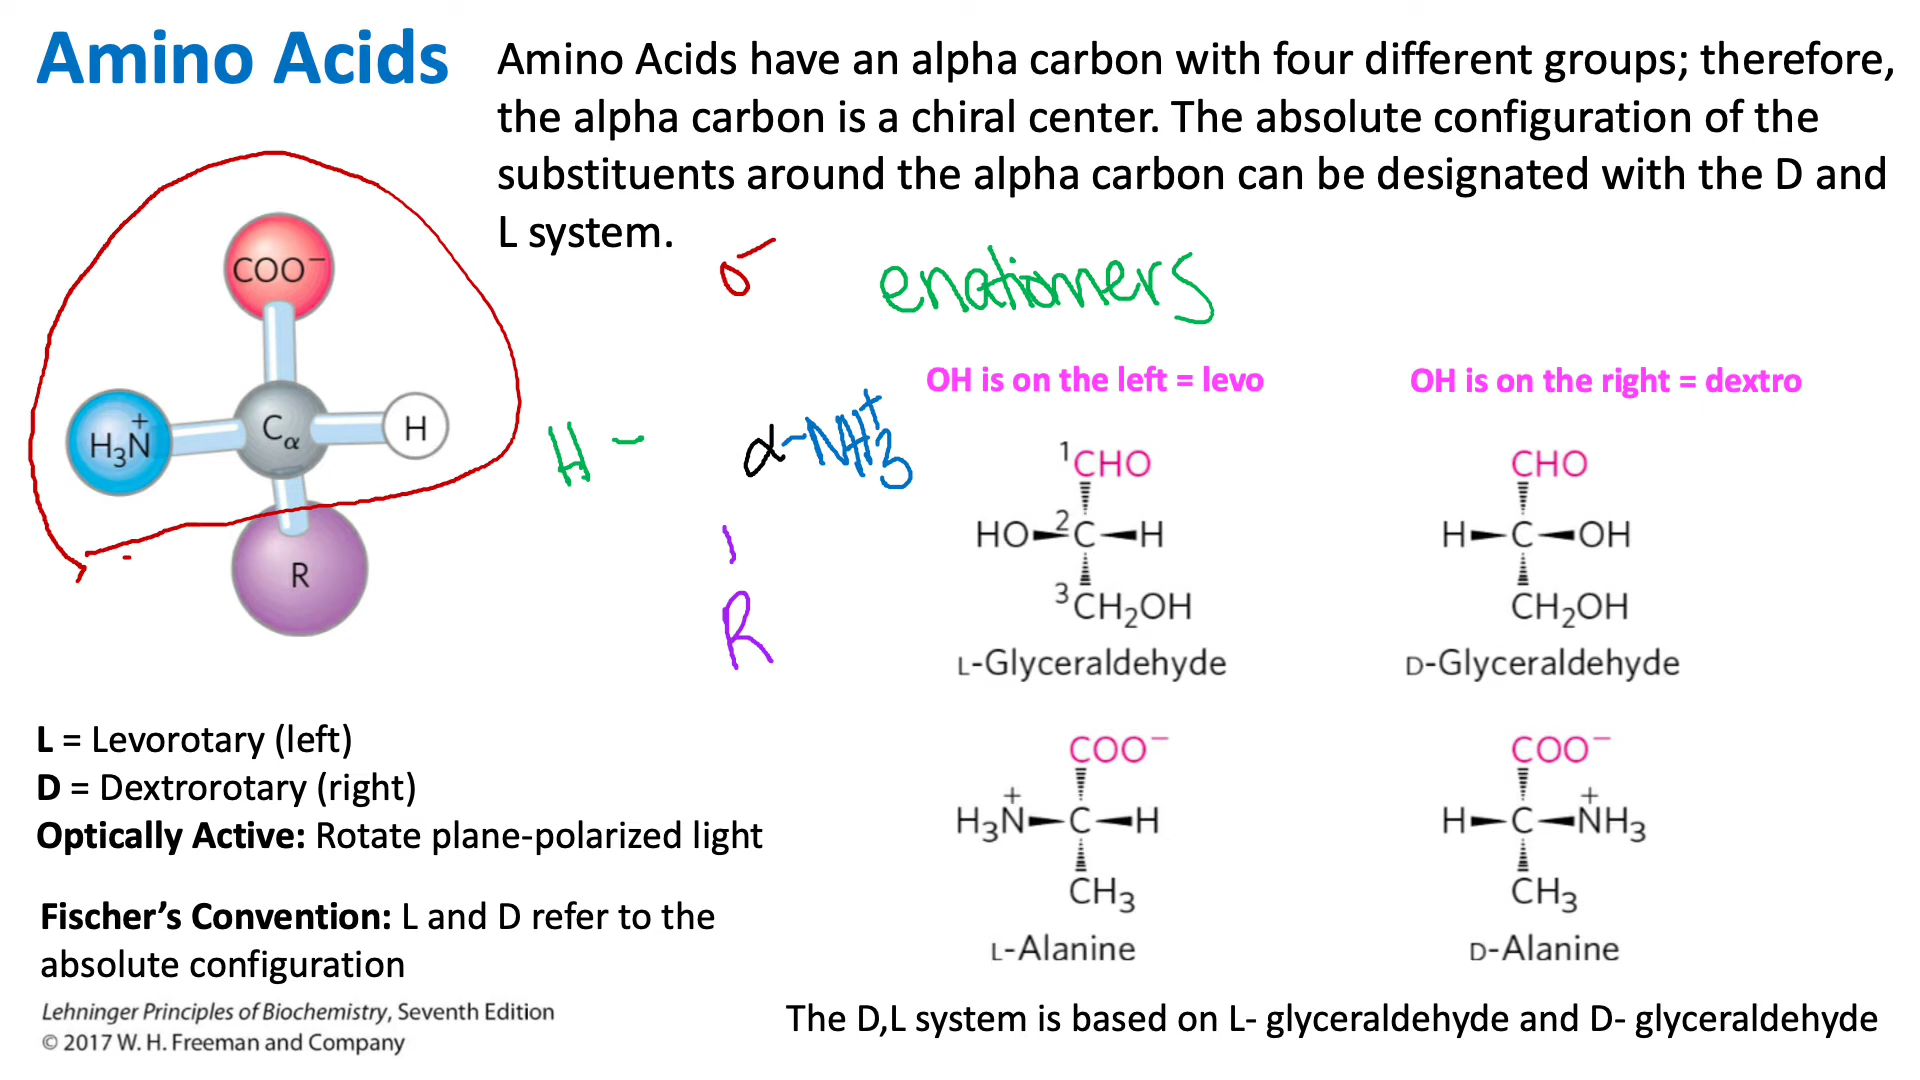 Amino Acids
Amino Acids have an alpha carbon with four different groups; therefore,
the alpha carbon is a chiral center. The absolute configuration of the
substituents around the alpha carbon can be designated with the D and
L system.
enatiomers
COO⁻
H₃N⁺
Cα
H
R
H -
α-NH₃⁺
R
OH is on the left = levo
¹CHO
HO ²C H
³CH₂OH
L-Glyceraldehyde
OH is on the right = dextro
CHO
H C OH
CH₂OH
D-Glyceraldehyde
COO⁻
H₃N⁺ C H
CH₃
L-Alanine
COO⁻
H C N⁺H₃
CH₃
D-Alanine
L = Levorotary (left)
D = Dextrorotary (right)
Optically Active: Rotate plane-polarized light
Fischer’s Convention: L and D refer to the
absolute configuration
Lehninger Principles of Biochemistry, Seventh Edition
© 2017 W. H. Freeman and Company
The D,L system is based on L- glyceraldehyde and D- glyceraldehyde